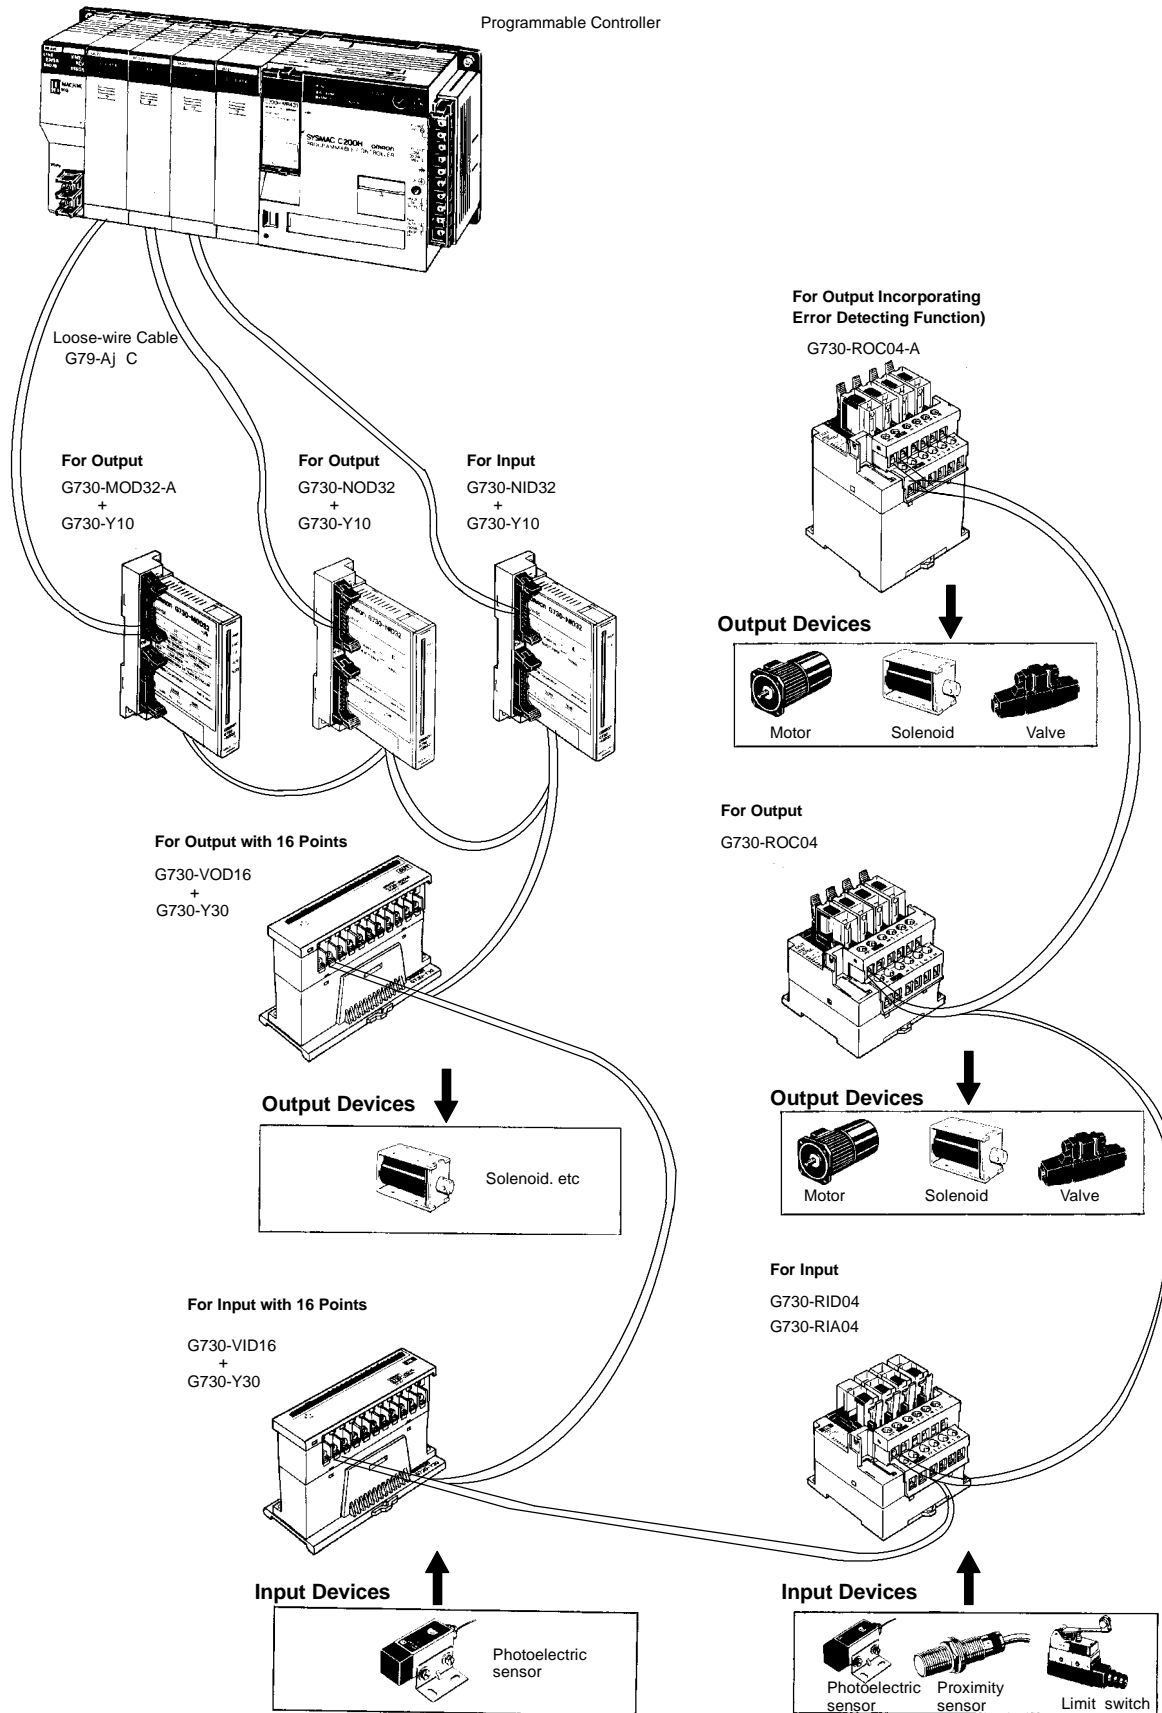 Programmable Controller
SYSMAC C200H omron
PROGRAMMABLE CONTROLLER
Loose-wire Cable
G79-Aj C
For Output
G730-MOD32-A
+
G730-Y10
For Output
G730-NOD32
+
G730-Y10
For Input
G730-NID32
+
G730-Y10
For Output Incorporating
Error Detecting Function)
G730-ROC04-A
Output Devices
Motor
Solenoid
Valve
For Output with 16 Points
G730-VOD16
+
G730-Y30
Output Devices
Solenoid. etc
For Output
G730-ROC04
Output Devices
Motor
Solenoid
Valve
For Input with 16 Points
G730-VID16
+
G730-Y30
Input Devices
Photoelectric
sensor
For Input
G730-RID04
G730-RIA04
Input Devices
Photoelectric
sensor
Proximity
sensor
Limit switch